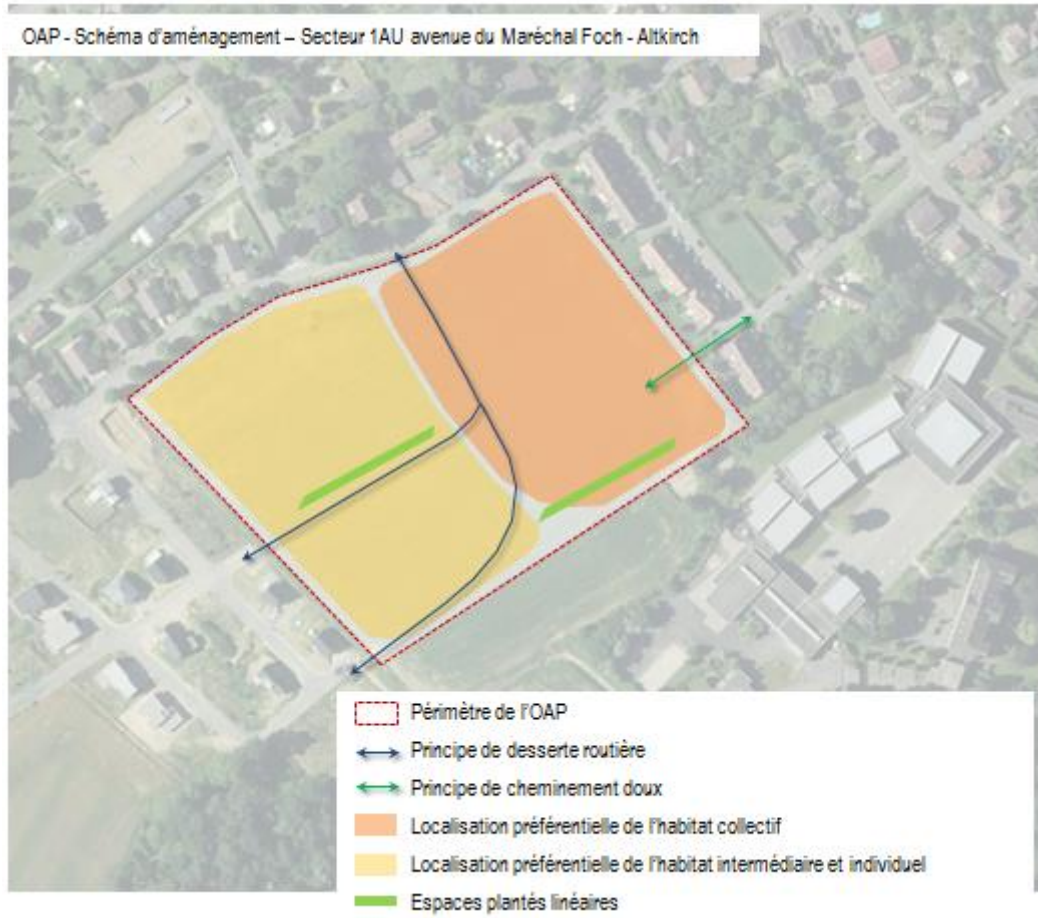 OAP - Schéma d'aménagement – Secteur 1AU avenue du Maréchal Foch - Altkirch
Périmètre de l'OAP
Principe de desserte routière
Principe de cheminement doux
Localisation préférentielle de l'habitat collectif
Localisation préférentielle de l'habitat intermédiaire et individuel
Espaces plantés linéaires